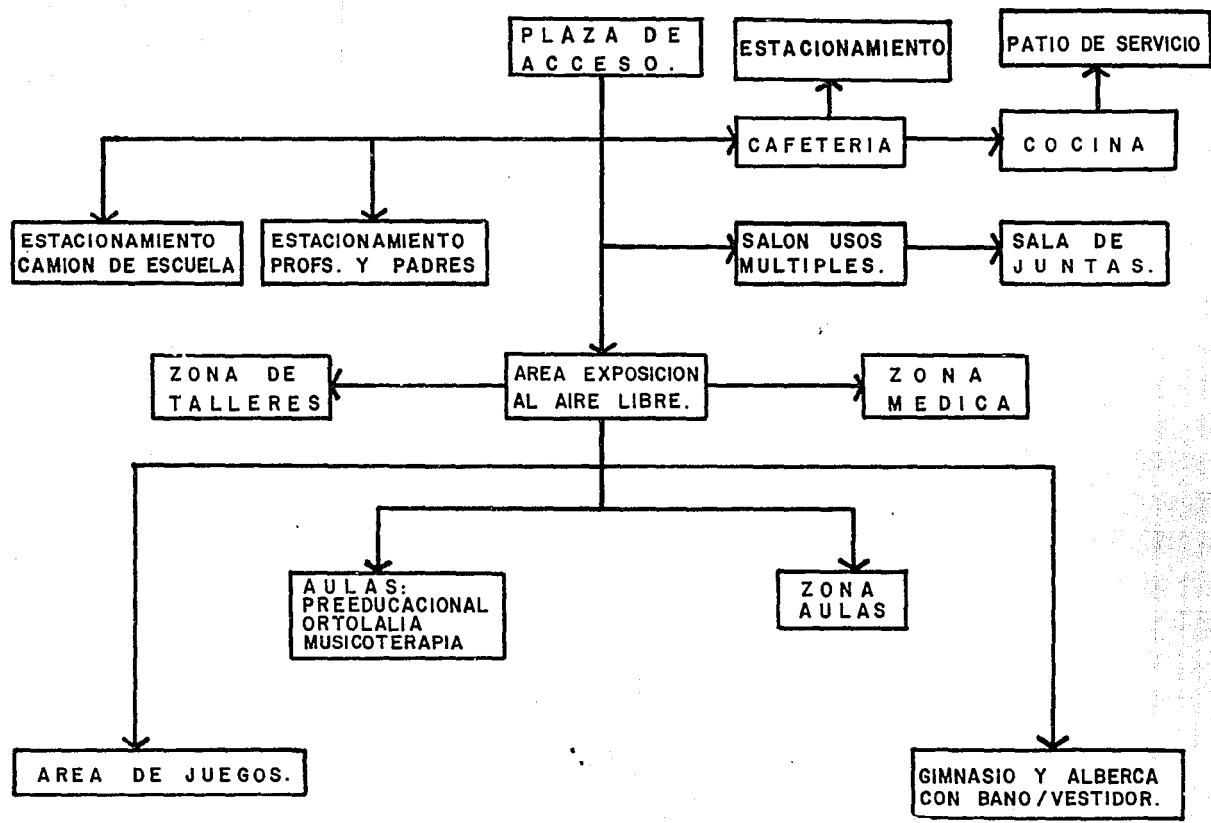 PLAZA DE
ACCESO.
ESTACIONAMIENTO
PATIO DE SERVICIO
CAFETERIA
COCINA
ESTACIONAMIENTO
CAMION DE ESCUELA
ESTACIONAMIENTO
PROFS. Y PADRES
SALON USOS
MULTIPLES.
SALA DE
JUNTAS.
ZONA DE
TALLERES
AREA EXPOSICION
AL AIRE LIBRE.
ZONA
MEDICA
AULAS:
PREEDUCACIONAL
ORTOLALIA
MUSICOTERAPIA
ZONA
AULAS
AREA DE JUEGOS.
GIMNASIO Y ALBERCA
CON BANO/VESTIDOR.